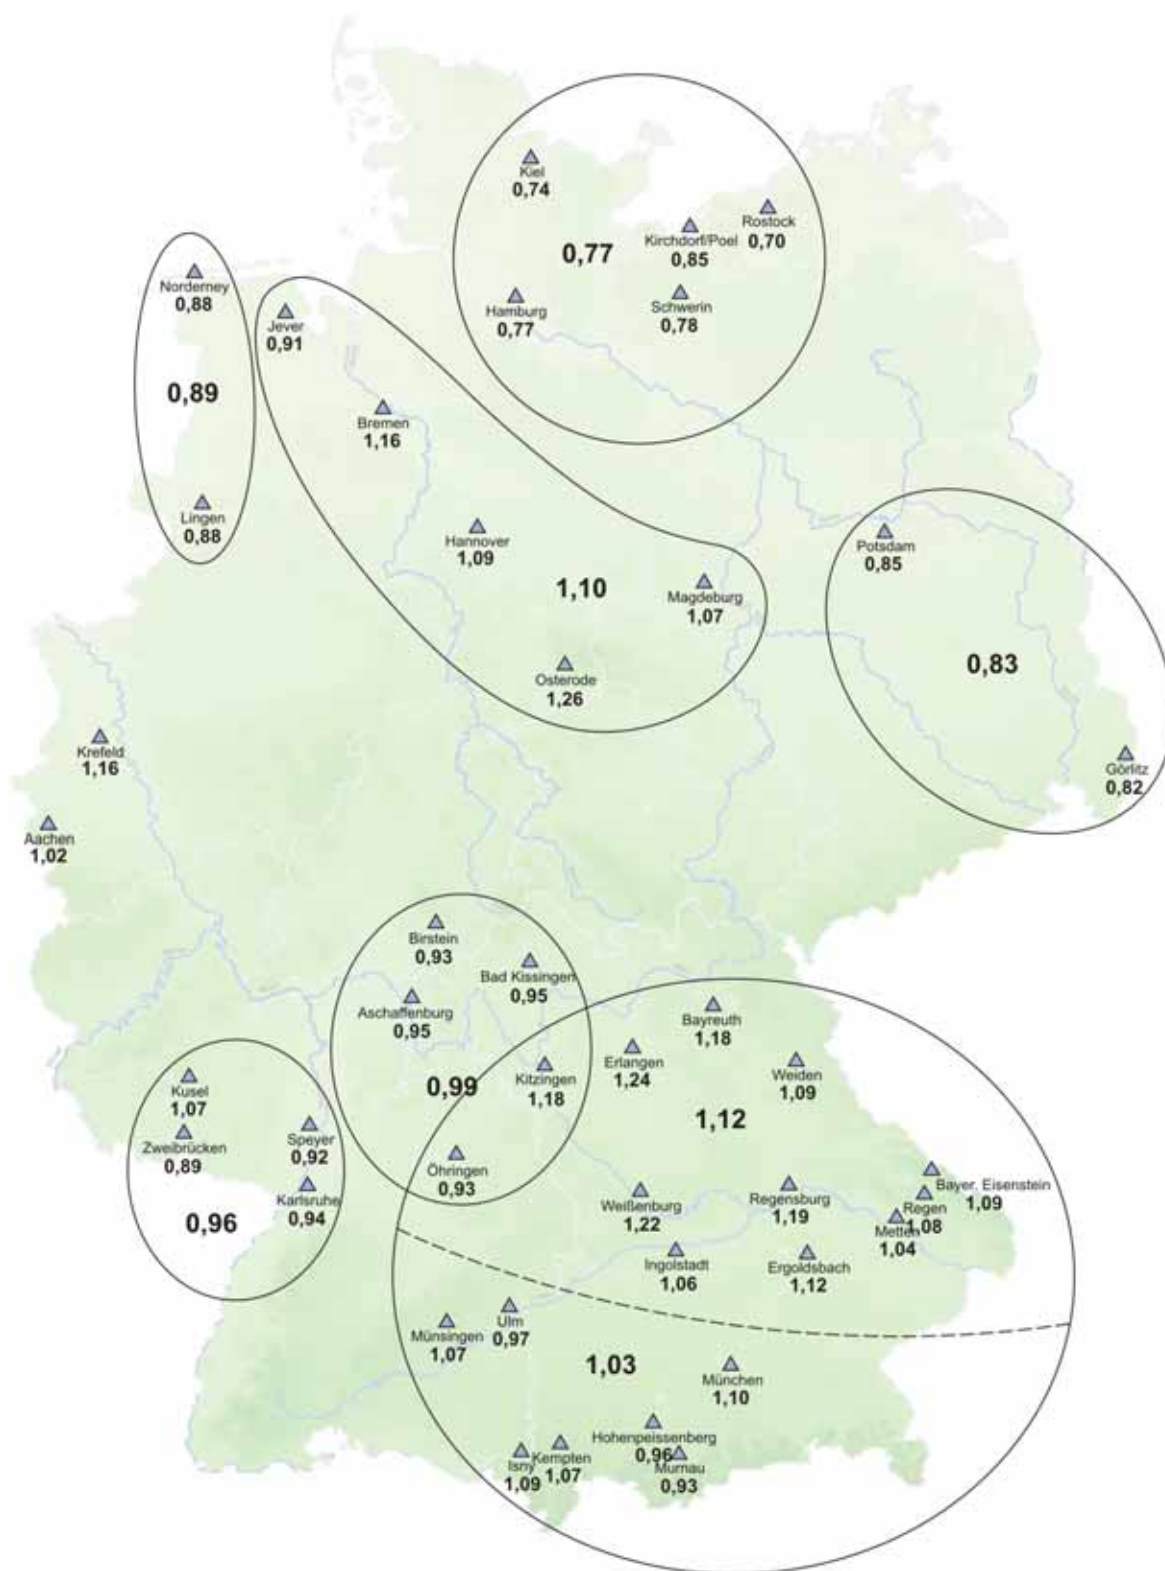 Kiel
0,74
Rostock
0,70
Kirchdorf/Poel
0,85
0,77
Hamburg
0,77
Schwerin
0,78
Norderney
0,88
Jever
0,91
0,89
Bremen
1,16
Lingen
0,88
Hannover
1,09
1,10
Magdeburg
1,07
Osterode
1,26
Potsdam
0,85
0,83
Görlitz
0,82
Krefeld
1,16
Aachen
1,02
Birstein
0,93
Bad Kissingen
0,95
Aschaffenburg
0,95
0,99
Kitzingen
1,18
Öhringen
0,93
Kusel
1,07
Zweibrücken
0,89
Speyer
0,92
Karlsruhe
0,94
0,96
Bayreuth
1,18
Erlangen
1,24
Weiden
1,09
1,12
Weißenburg
1,22
Regensburg
1,19
Bayer. Eisenstein
1,09
Regen
1,08
Metten
1,04
Ingolstadt
1,06
Ergoldsbach
1,12
Ulm
0,97
Münsingen
1,07
1,03
München
1,10
Hohenpeissenberg
0,96
Murnau
0,93
Kempten
1,07
Isny
1,09